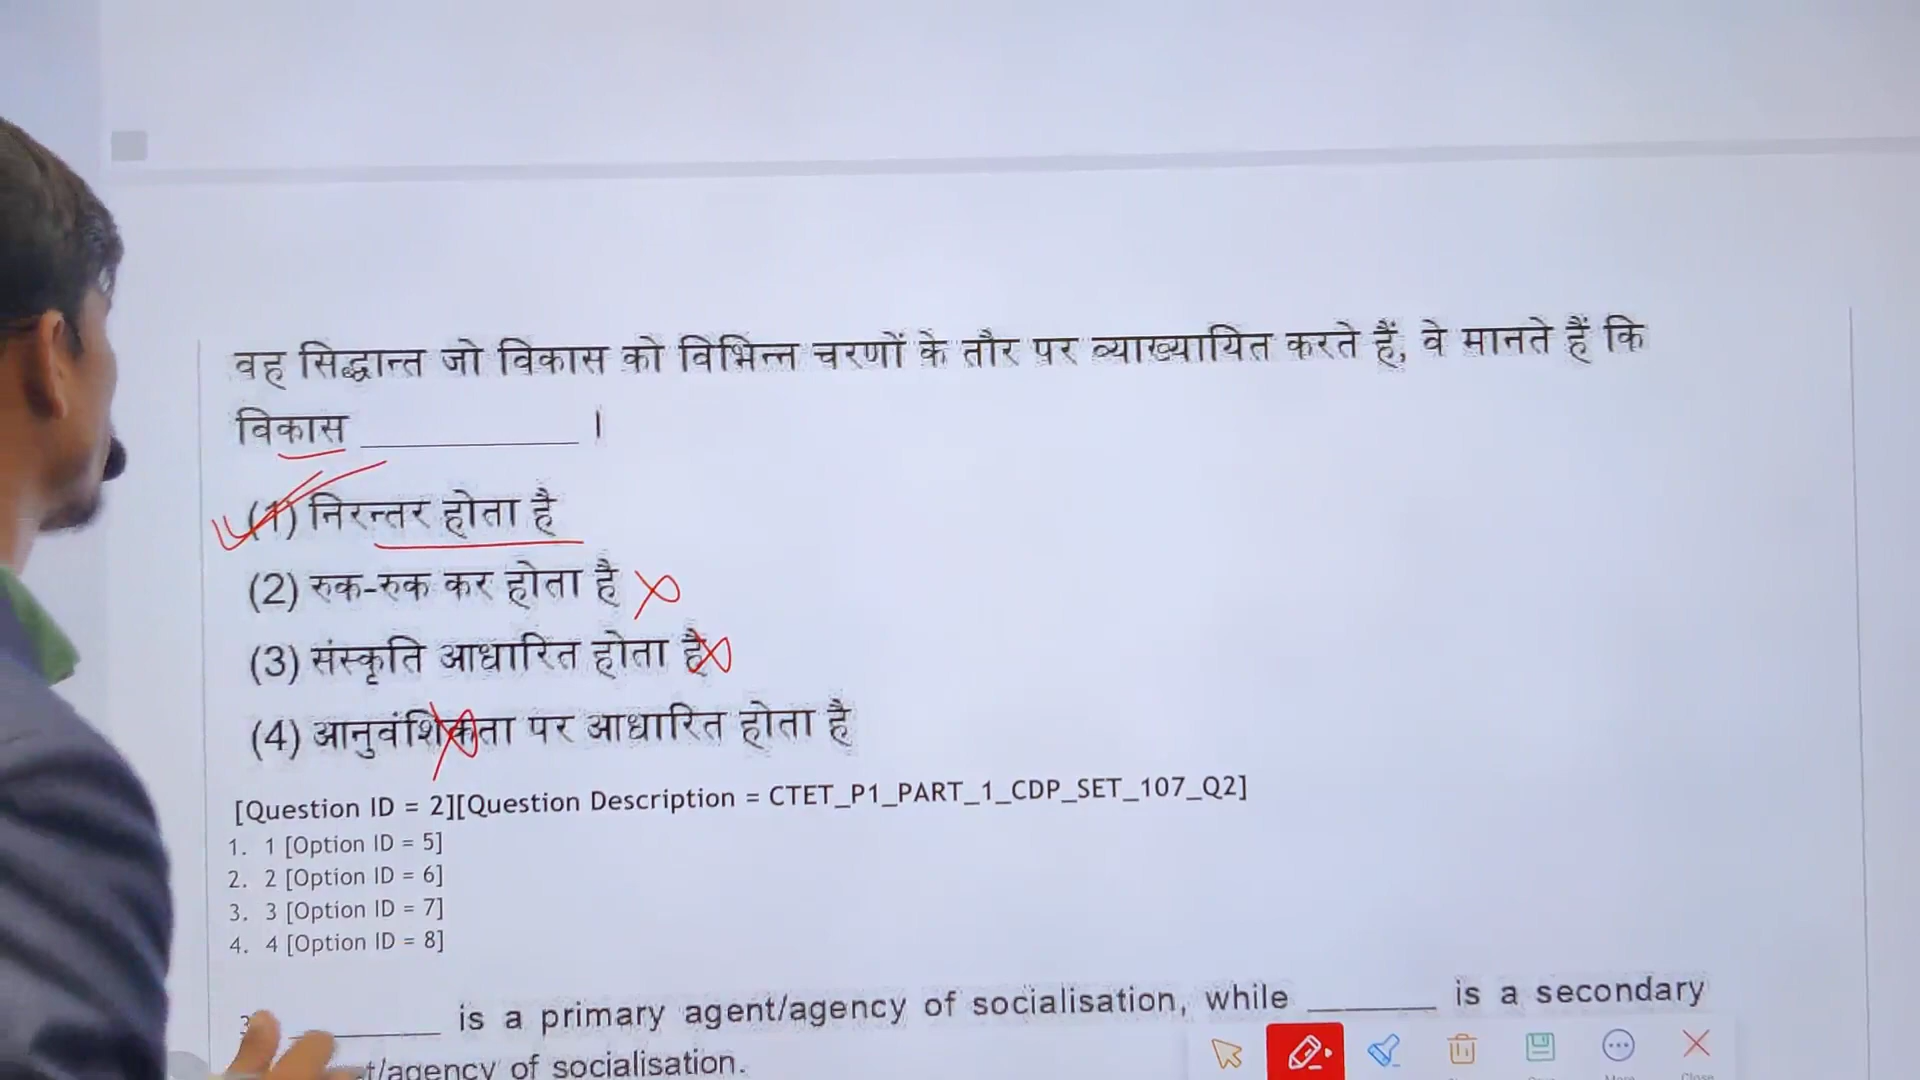 वह सिद्धान्त जो विकास को विभिन्न चरणों के तौर पर व्याख्यायित करते हैं, वे मानते हैं कि
विकास ____________ ।
(1) निरन्तर होता है
(2) रुक-रुक कर होता है
(3) संस्कृति आधारित होता है
(4) आनुवंशिकता पर आधारित होता है
[Question ID = 2][Question Description = CTET_P1_PART_1_CDP_SET_107_Q2]
1. 1 [Option ID = 5]
2. 2 [Option ID = 6]
3. 3 [Option ID = 7]
4. 4 [Option ID = 8]
________ is a primary agent/agency of socialisation, while _______ is a secondary
/agency of socialisation.